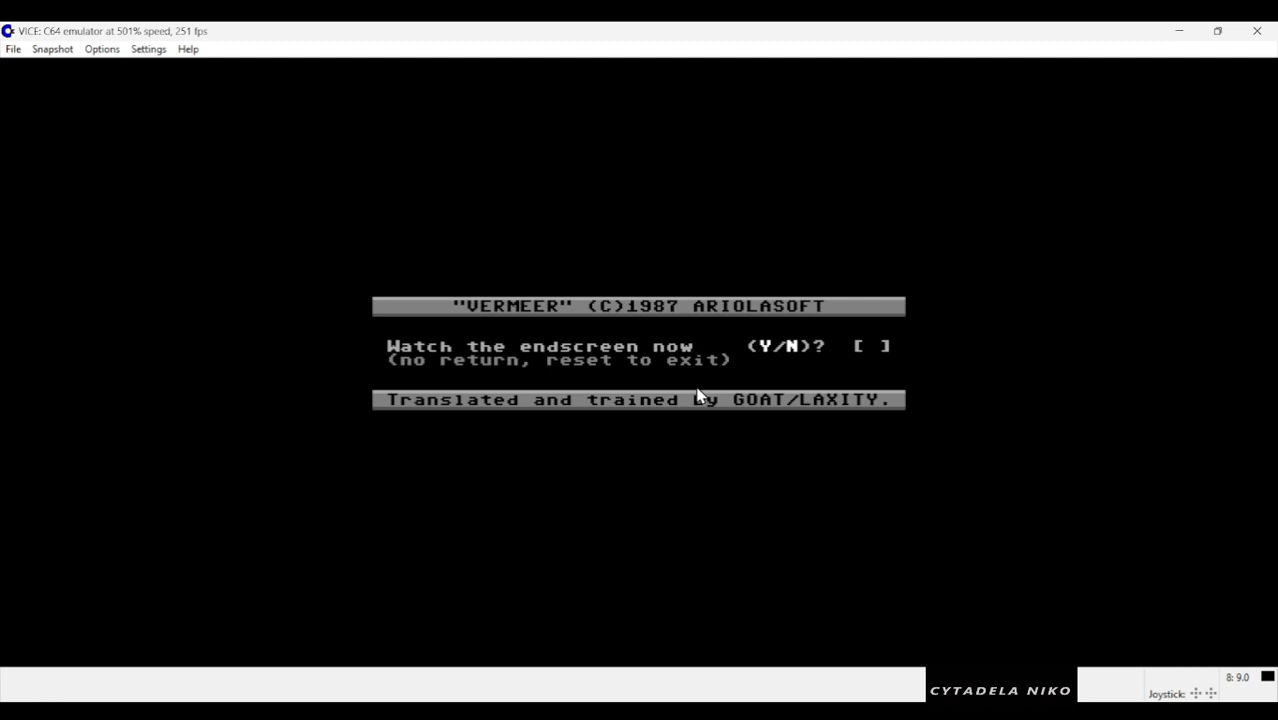 VICE: C64 emulator at 501% speed, 251 fps
File Snapshot Options Settings Help
"VERMEER" (C)1987 ARIOLASOFT
Watch the endscreen now (Y/N)? [ ]
(no return, reset to exit)
Translated and trained by GOAT/LAXITY.
8: 9.0
CYTADELA NIKO
Joystick: